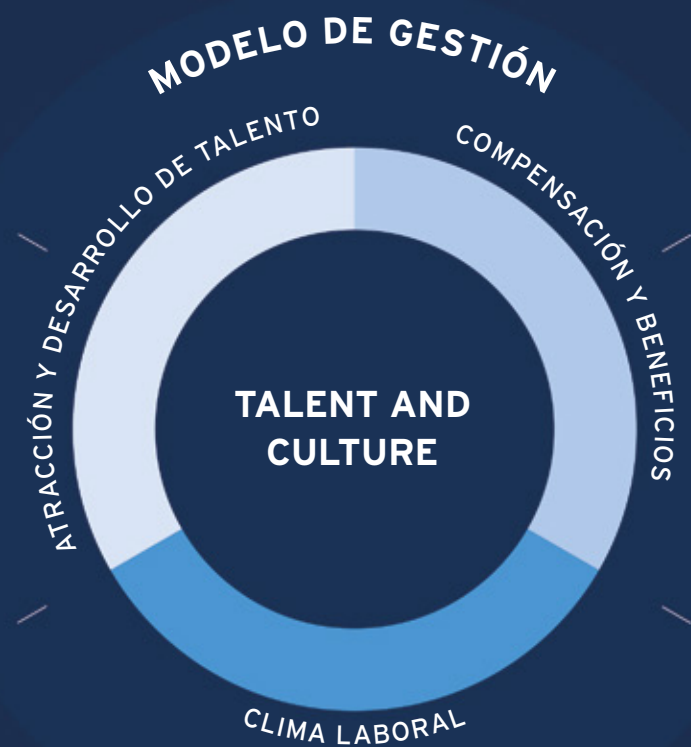 MODELO DE GESTIÓN
ATRACCIÓN Y DESARROLLO DE TALENTO
COMPENSACIÓN Y BENEFICIOS
TALENT AND
CULTURE
CLIMA LABORAL